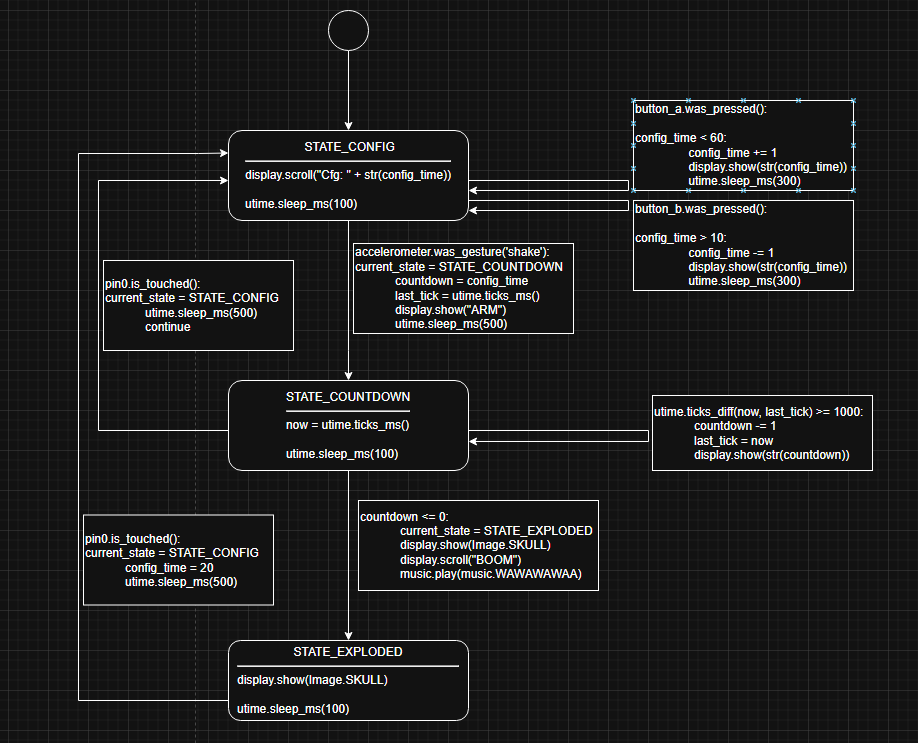 STATE_CONFIG
display.scroll("Cfg: " + str(config_time))
utime.sleep_ms(100)
button_a.was_pressed():
config_time < 60:
config_time += 1
display.show(str(config_time))
utime.sleep_ms(300)
button_b.was_pressed():
config_time > 10:
config_time -= 1
display.show(str(config_time))
utime.sleep_ms(300)
accelerometer.was_gesture('shake'):
current_state = STATE_COUNTDOWN
countdown = config_time
last_tick = utime.ticks_ms()
display.show("ARM")
utime.sleep_ms(500)
pin0.is_touched():
current_state = STATE_CONFIG
utime.sleep_ms(500)
continue
STATE_COUNTDOWN
now = utime.ticks_ms()
utime.sleep_ms(100)
utime.ticks_diff(now, last_tick) >= 1000:
countdown -= 1
last_tick = now
display.show(str(countdown))
countdown <= 0:
current_state = STATE_EXPLODED
display.show(Image.SKULL)
display.scroll("BOOM")
music.play(music.WAWAWAWAA)
pin0.is_touched():
current_state = STATE_CONFIG
config_time = 20
utime.sleep_ms(500)
STATE_EXPLODED
display.show(Image.SKULL)
utime.sleep_ms(100)